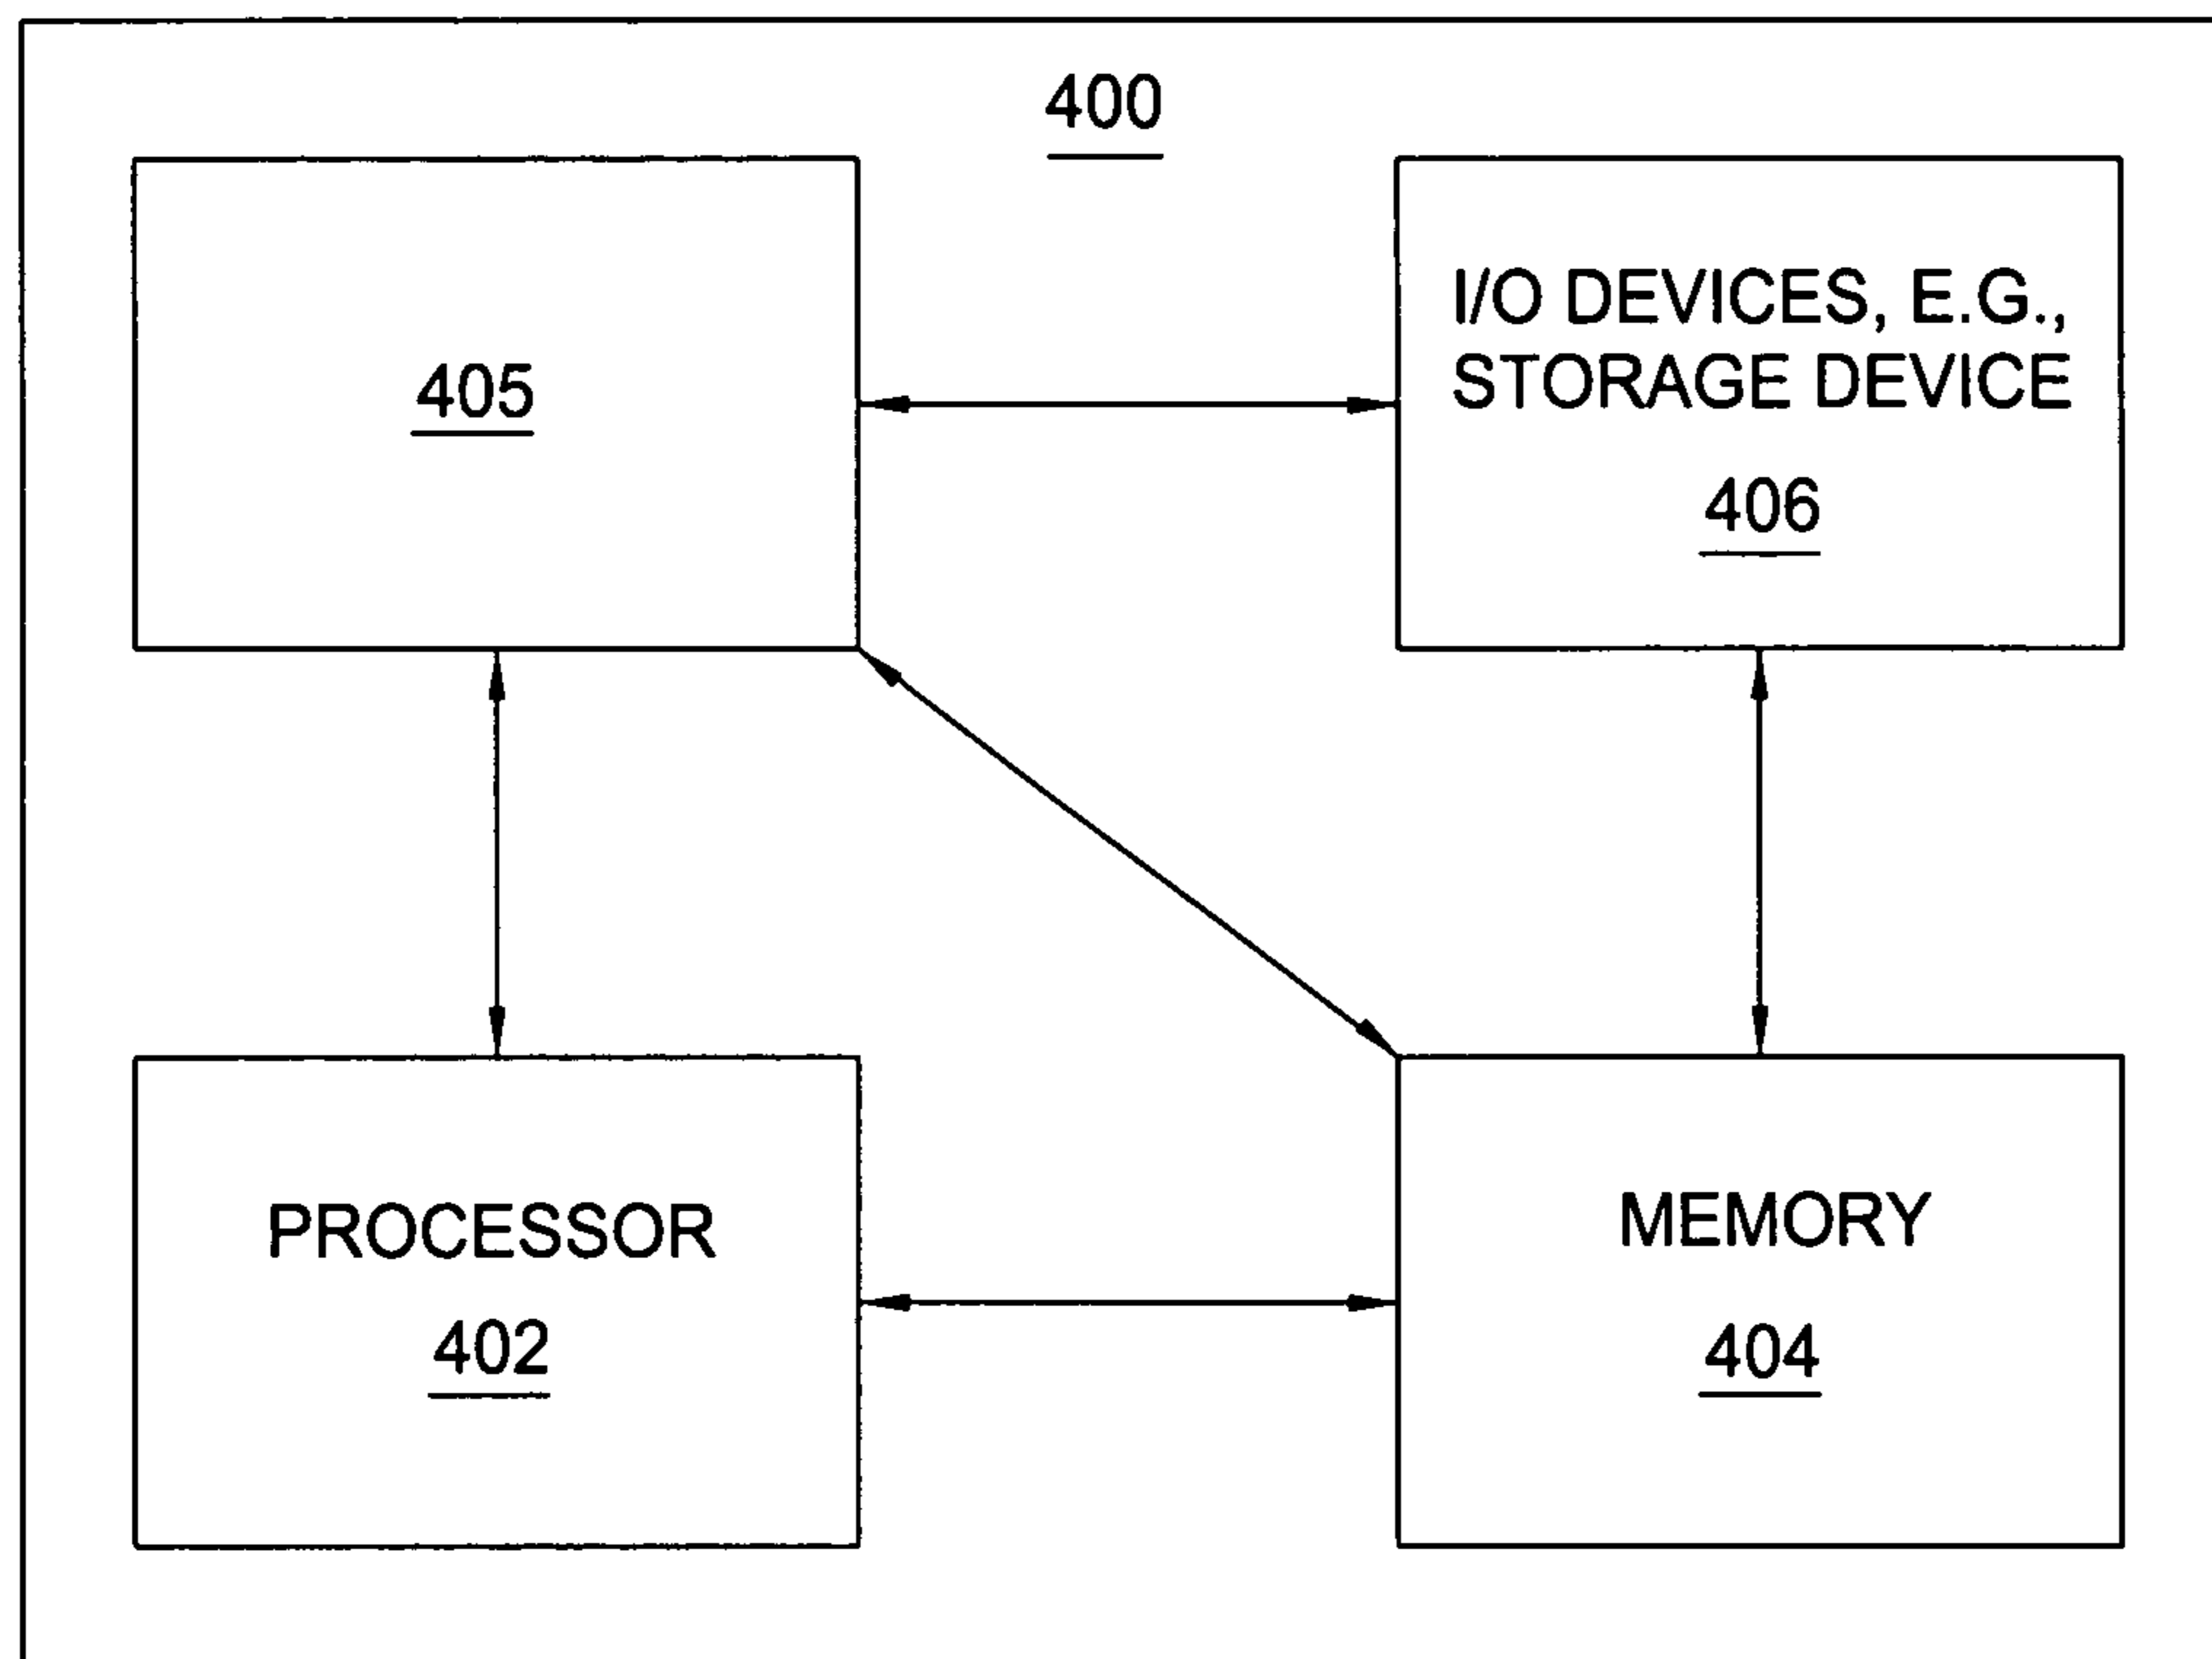 400
405
I/O DEVICES, E.G.,
STORAGE DEVICE
406
PROCESSOR
402
MEMORY
404